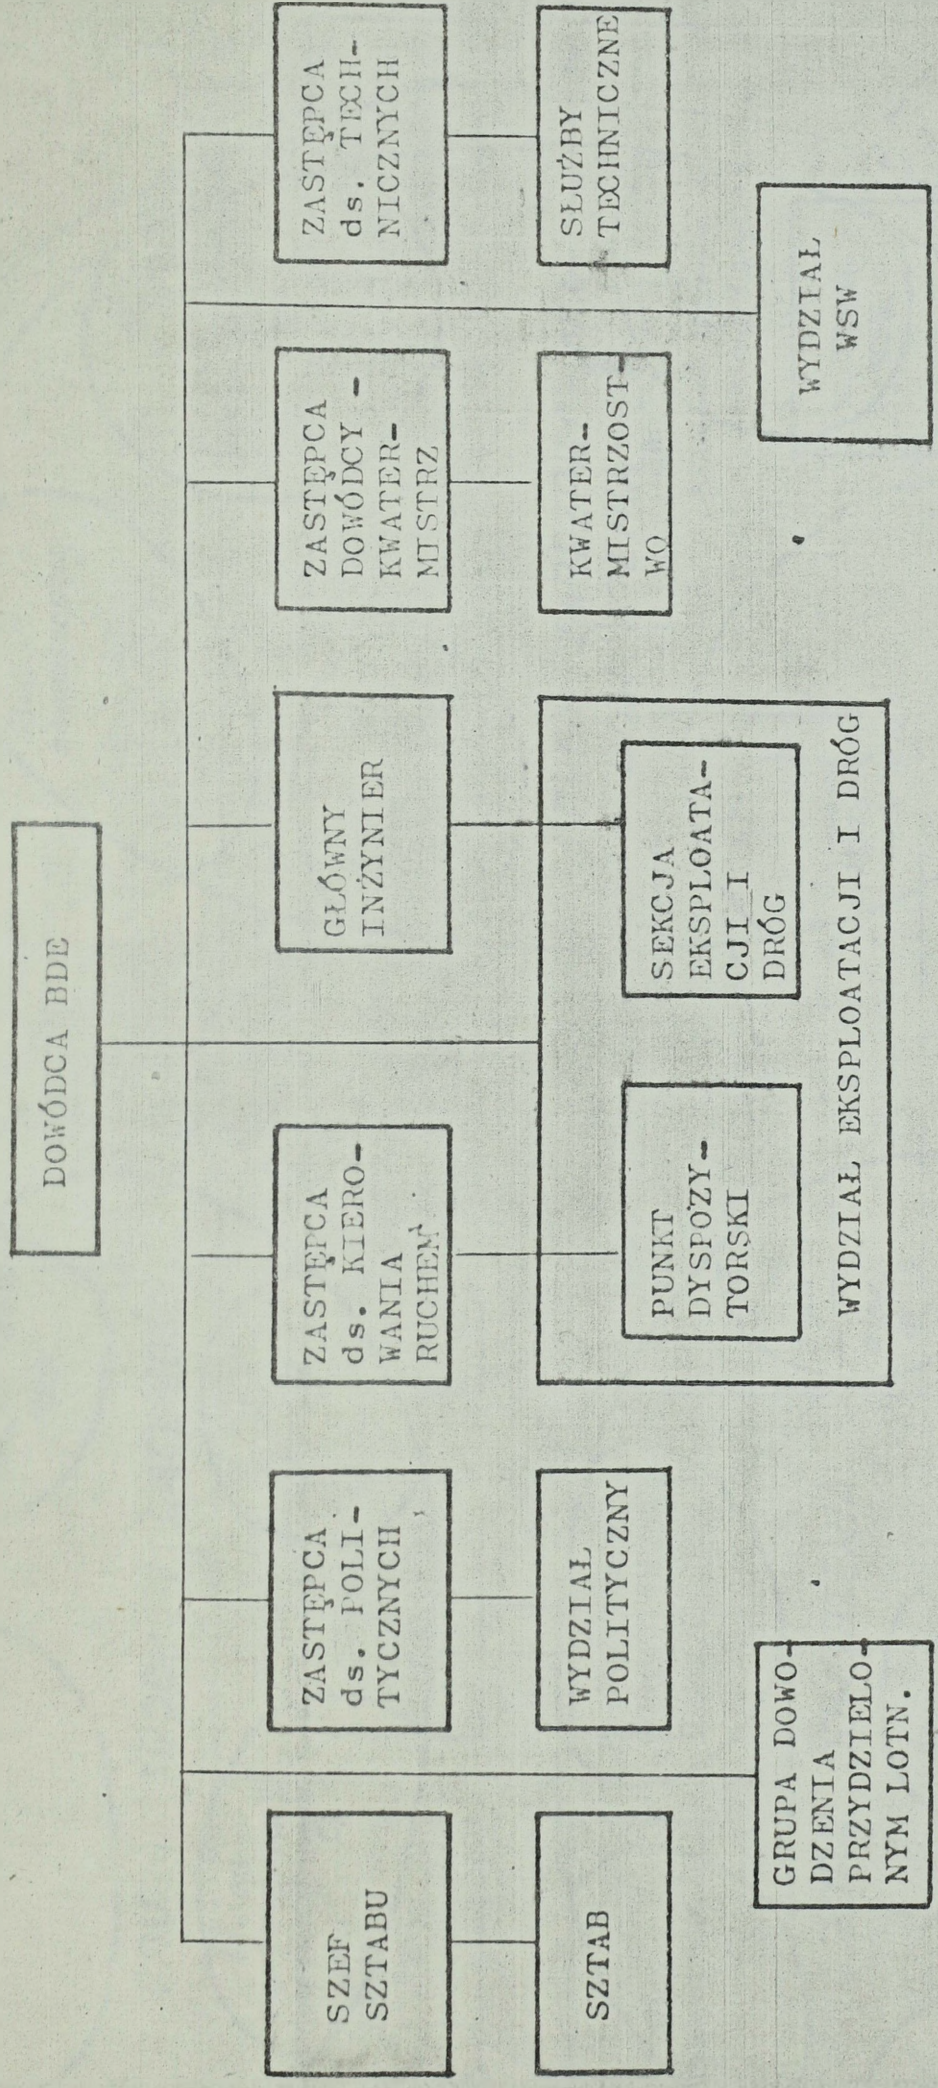 DOWÓDCA BDE
SZEF
SZTABU
ZASTĘPCA
ds. POLI-
TYCZNYCH
ZASTĘPCA
ds. KIERO-
WANIA
RUCHEM
GŁÓWNY
INŻYNIER
ZASTĘPCA
DOWÓDCY -
KWATER-
MISTRZ
ZASTĘPCA
ds. TECH-
NICZNYCH
SZTAB
WYDZIAŁ
POLITYCZNY
PUNKT
DYSPOZY-
TORSKI
SEKCJA
EKSPLOATA-
CJI I
DRÓG
WYDZIAŁ EKSPLOATACJI I DRÓG
KWATER-
MISTRZOST-
WO
SŁUŻBY
TECHNICZNE
GRUPA DOWO-
DZENIA
PRZYDZIELO-
NYM LOTN.
WYDZIAŁ
WSW